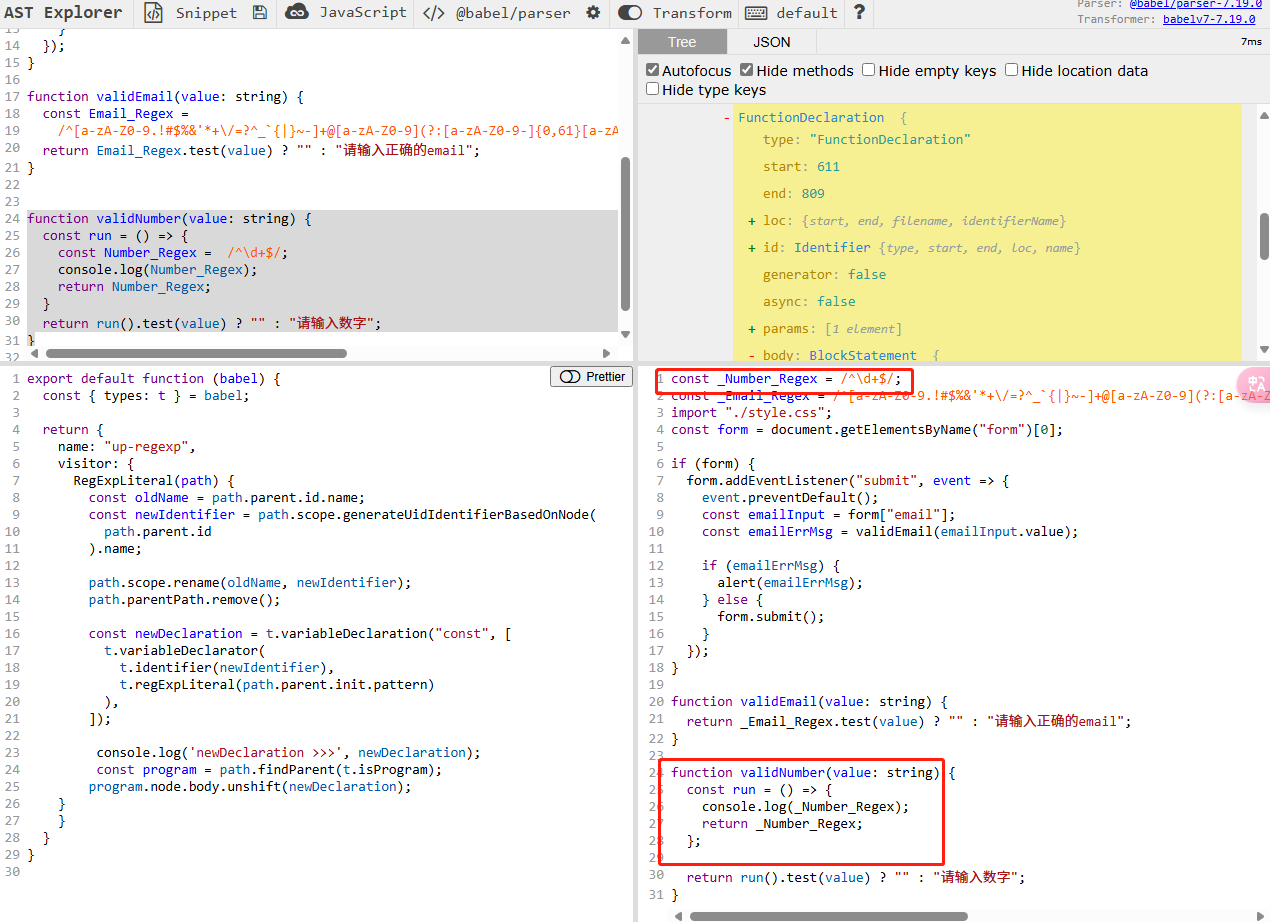 AST Explorer Snippet JavaScript </> @babel/parser Transform default ?
Parser: @babel/parser-7.19.0
Transformer: babelv7-7.19.0
14 });
15 }
16
17 function validEmail(value: string) {
18 const Email_Regex =
19 /^[a-zA-Z0-9.!#$%&'*+\/=?^_`{|}~-]+@[a-zA-Z0-9](?:[a-zA-Z0-9-]{0,61}[a-zA
20 return Email_Regex.test(value) ? "" : "请输入正确的email";
21 }
22
23
24 function validNumber(value: string) {
25 const run = () => {
26 const Number_Regex = /^\d+$/;
27 console.log(Number_Regex);
28 return Number_Regex;
29 }
30 return run().test(value) ? "" : "请输入数字";
31 }
32
Tree JSON 7ms
Autofocus Hide methods Hide empty keys Hide location data
Hide type keys
- FunctionDeclaration {
type: "FunctionDeclaration"
start: 611
end: 809
+ loc: {start, end, filename, identifierName}
+ id: Identifier {type, start, end, loc, name}
generator: false
async: false
+ params: [1 element]
- body: BlockStatement {
Prettier
1 export default function (babel) {
2 const { types: t } = babel;
3
4 return {
5 name: "up-regexp",
6 visitor: {
7 RegExpLiteral(path) {
8 const oldName = path.parent.id.name;
9 const newIdentifier = path.scope.generateUidIdentifierBasedOnNode(
10 path.parent.id
11 ).name;
12
13 path.scope.rename(oldName, newIdentifier);
14 path.parentPath.remove();
15
16 const newDeclaration = t.variableDeclaration("const", [
17 t.variableDeclarator(
18 t.identifier(newIdentifier),
19 t.regExpLiteral(path.parent.init.pattern)
20 ),
21 ]);
22
23 console.log('newDeclaration >>>', newDeclaration);
24 const program = path.findParent(t.isProgram);
25 program.node.body.unshift(newDeclaration);
26 }
27 }
28 }
29 }
30
1 const _Number_Regex = /^\d+$/;
2 const _Email_Regex = /^[a-zA-Z0-9.!#$%&'*+\/=?^_`{|}~-]+@[a-zA-Z0-9](?:[a-zA-Z
3 import "./style.css";
4 const form = document.getElementsByName("form")[0];
5
6 if (form) {
7 form.addEventListener("submit", event => {
8 event.preventDefault();
9 const emailInput = form["email"];
10 const emailErrMsg = validEmail(emailInput.value);
11
12 if (emailErrMsg) {
13 alert(emailErrMsg);
14 } else {
15 form.submit();
16 }
17 });
18 }
19
20 function validEmail(value: string) {
21 return _Email_Regex.test(value) ? "" : "请输入正确的email";
22 }
23
24 function validNumber(value: string) {
25 const run = () => {
26 console.log(_Number_Regex);
27 return _Number_Regex;
28 };
29
30 return run().test(value) ? "" : "请输入数字";
31 }